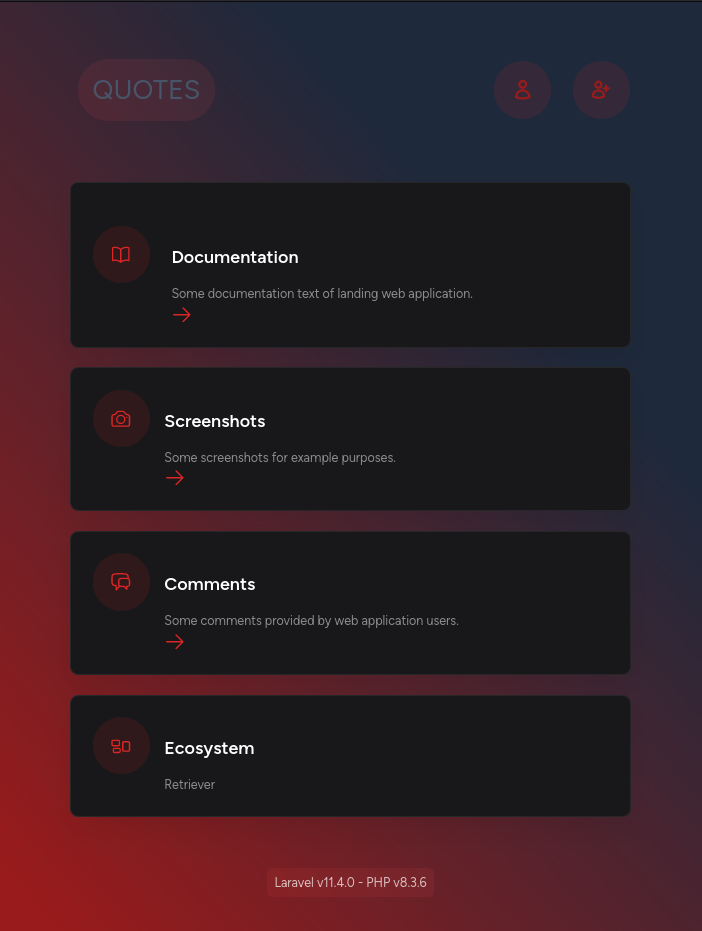 QUOTES
Documentation
Some documentation text of landing web application.
Screenshots
Some screenshots for example purposes.
Comments
Some comments provided by web application users.
Ecosystem
Retriever
Laravel v11.4.0 - PHP v8.3.6